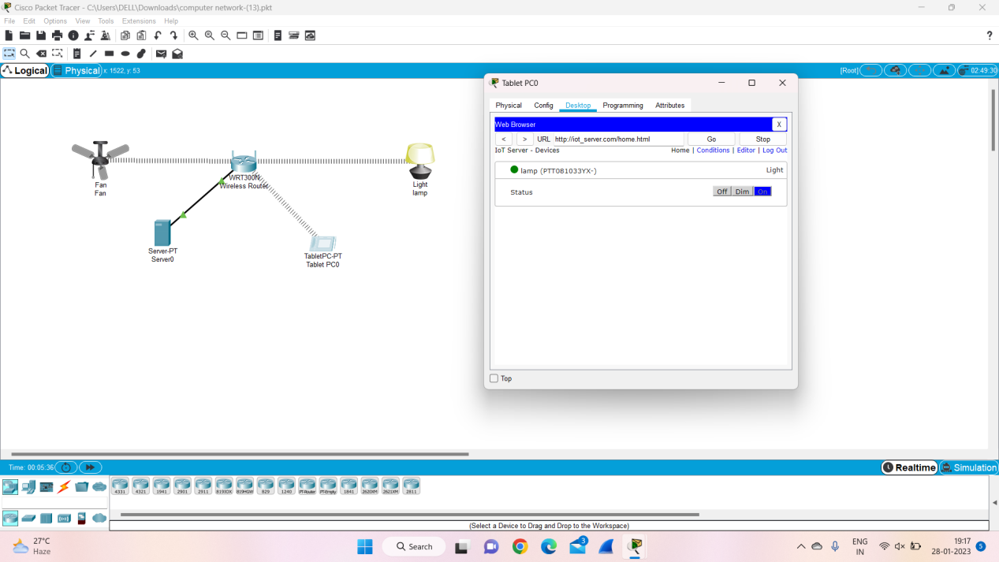 Cisco Packet Tracer - C:\Users\DELL\Downloads\computer network-(13).pkt
File Edit Options View Tools Extensions Help
?
Logical Physical x: 1522, y: 53 [Root] 02:49:30
Tablet PC0
Physical Config Desktop Programming Attributes
Web Browser X
< > URL http://iot_server.com/home.html Go Stop
IoT Server - Devices Home | Conditions | Editor | Log Out
lamp (PTT081033YX-) Light
Status Off Dim On
Top
Fan
Fan
WRT300N
Wireless Router
Light
lamp
Server-PT
Server0
TabletPC-PT
Tablet PC0
Time: 00:05:36 Realtime Simulation
4331 4321 1941 2901 2911 819IOX 819HGW 829 1240 PT-Router PT-Empty 1841 2620XM 2621XM 2811
(Select a Device to Drag and Drop to the Workspace)
27°C
Haze
Search
3
ENG
IN
19:17
28-01-2023
5